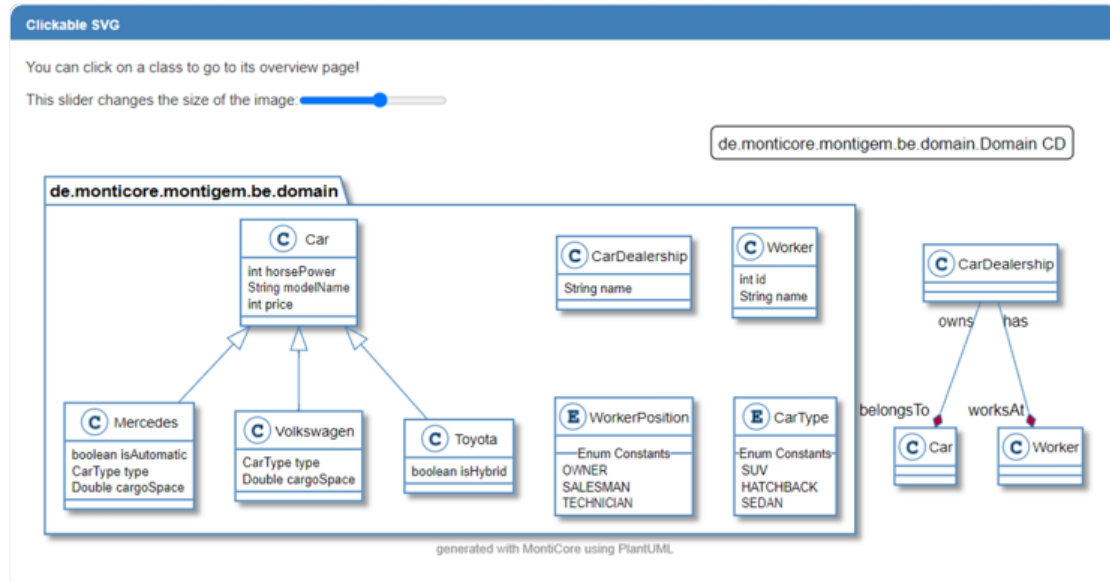 Clickable SVG
You can click on a class to go to its overview page!
This slider changes the size of the image:
de.monticore.montigem.be.domain.Domain CD
de.monticore.montigem.be.domain
C Car
int horsePower
String modelName
int price
C CarDealership
String name
C Worker
int id
String name
C CarDealership
owns has
C Mercedes
boolean isAutomatic
CarType type
Double cargoSpace
C Volkswagen
CarType type
Double cargoSpace
C Toyota
boolean isHybrid
E WorkerPosition
Enum Constants
OWNER
SALESMAN
TECHNICIAN
E CarType
Enum Constants
SUV
HATCHBACK
SEDAN
belongsTo worksAt
C Car
C Worker
generated with MontiCore using PlantUML